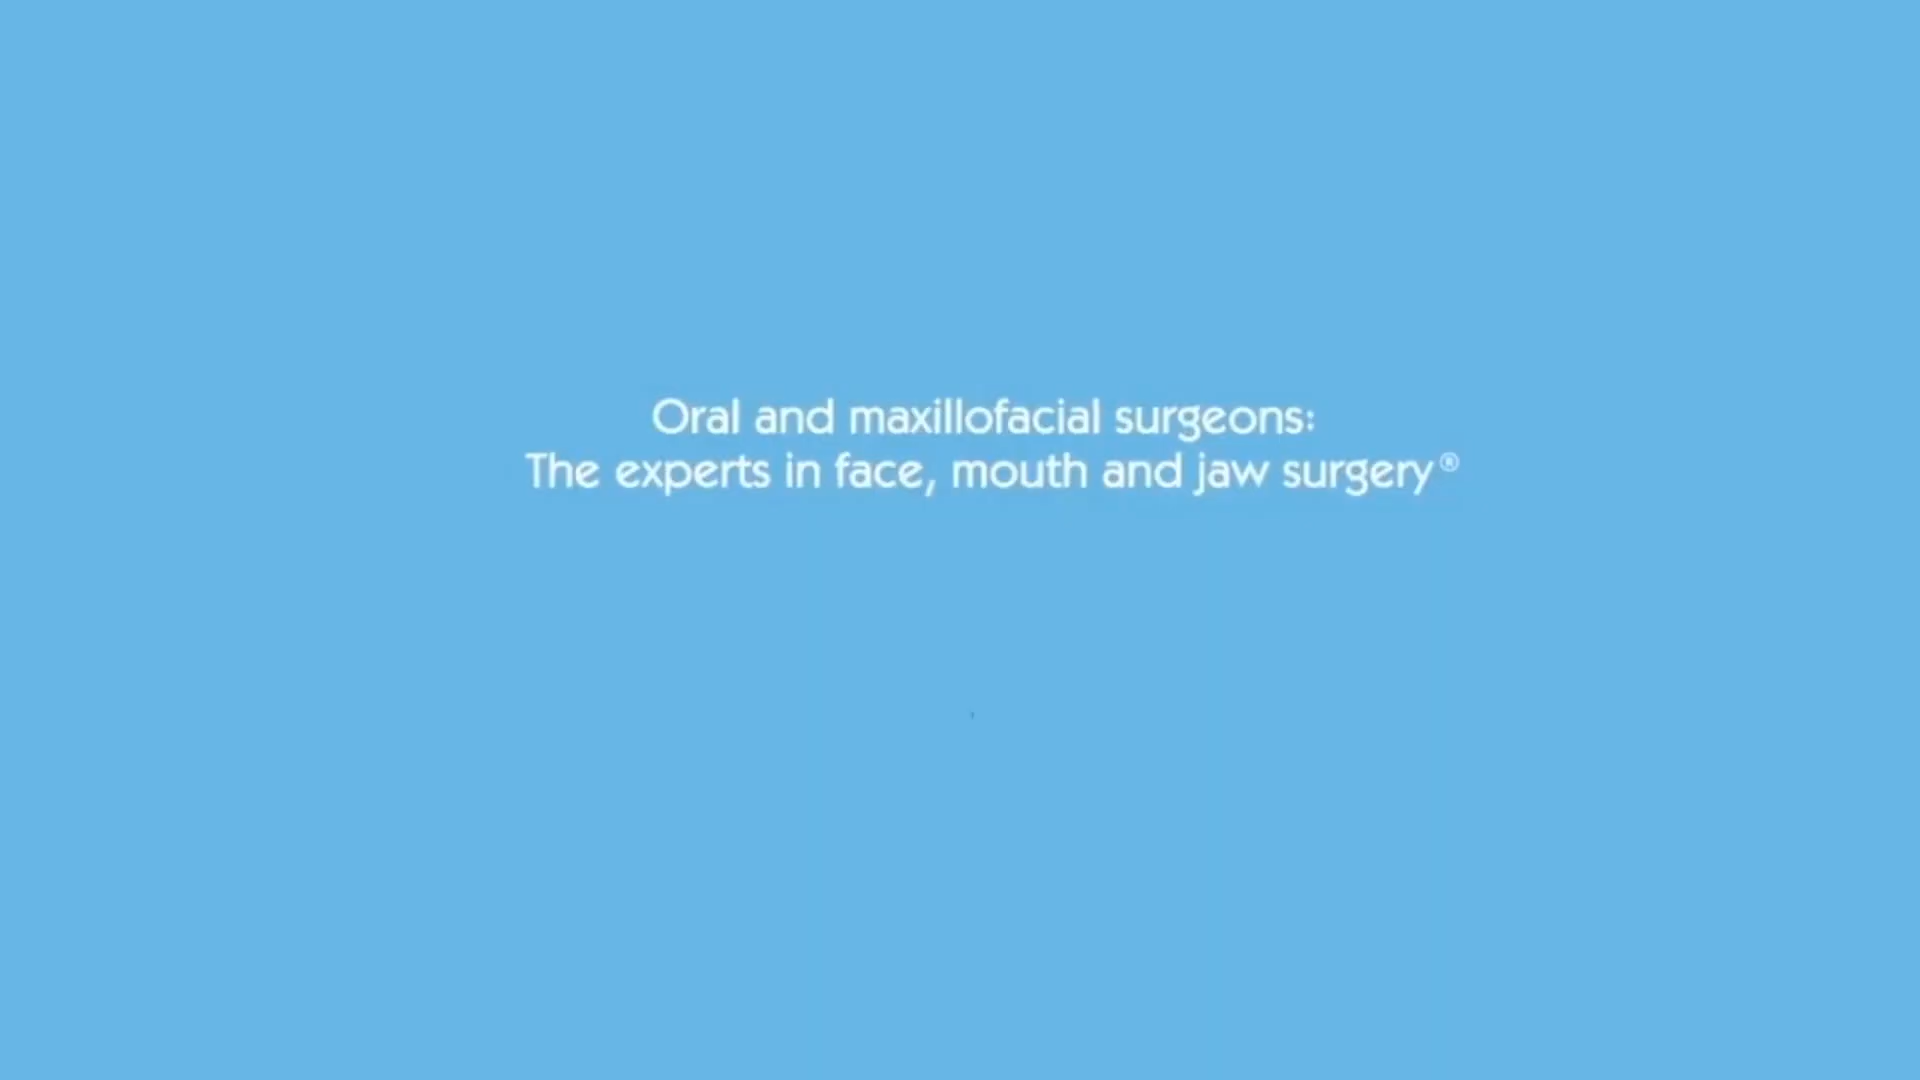 Oral and maxillofacial surgeons:
The experts in face, mouth and jaw surgery®